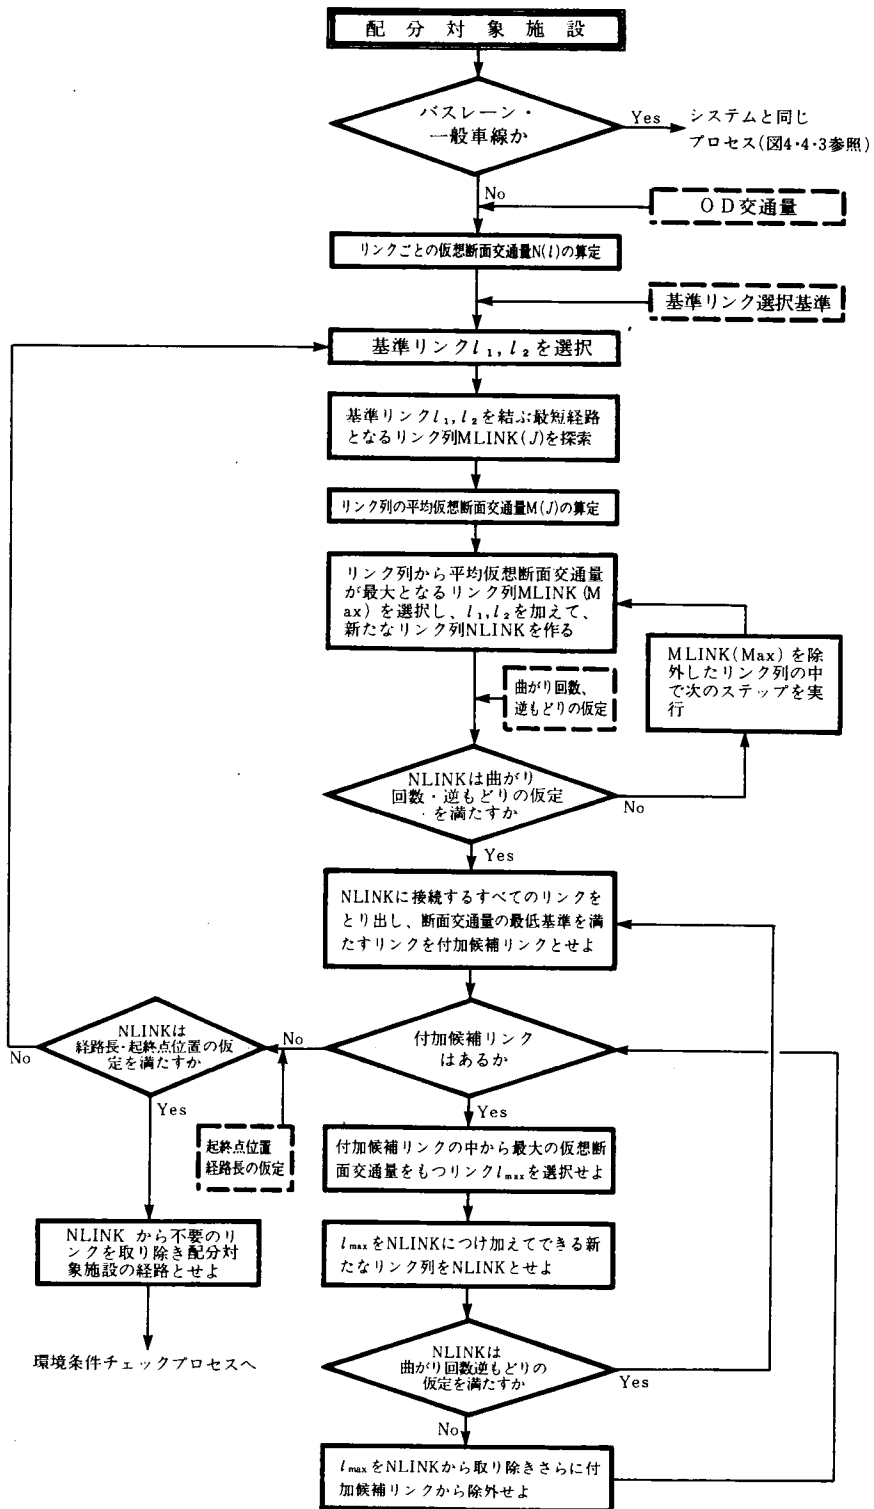 配分対象施設
バスレーン・
一般車線か
Yes
システムと同じ
プロセス(図4・4・3参照)
No
OD交通量
リンクごとの仮想断面交通量N(l)の算定
基準リンク選択基準
基準リンクl₁,l₂を選択
基準リンクl₁,l₂を結ぶ最短経路
となるリンク列MLINK(J)を探索
リンク列の平均仮想断面交通量M(J)の算定
リンク列から平均仮想断面交通量
が最大となるリンク列MLINK(M
ax)を選択し、l₁,l₂を加えて、
新たなリンク列NLINKを作る
MLINK(Max)を除
外したリンク列の中
で次のステップを実
行
曲がり回数、
逆もどりの仮定
NLINKは曲がり
回数・逆もどりの仮定
を満たすか
No
Yes
NLINKに接続するすべてのリンクを
とり出し、断面交通量の最低基準を満
たすリンクを付加候補リンクとせよ
付加候補リンク
はあるか
No
NLINKは
経路長・起終点位置の仮
定を満たすか
No
Yes
Yes
起終点位置
経路長の仮定
付加候補リンクの中から最大の仮想断
面交通量をもつリンクlmaxを選択せよ
NLINKから不要のリ
ンクを取り除き配分対
象施設の経路とせよ
lmaxをNLINKにつけ加えてできる新
たなリンク列をNLINKとせよ
環境条件チェックプロセスへ
NLINKは
曲がり回数逆もどりの
仮定を満たすか
Yes
No
lmaxをNLINKから取り除きさらに付
加候補リンクから除外せよ